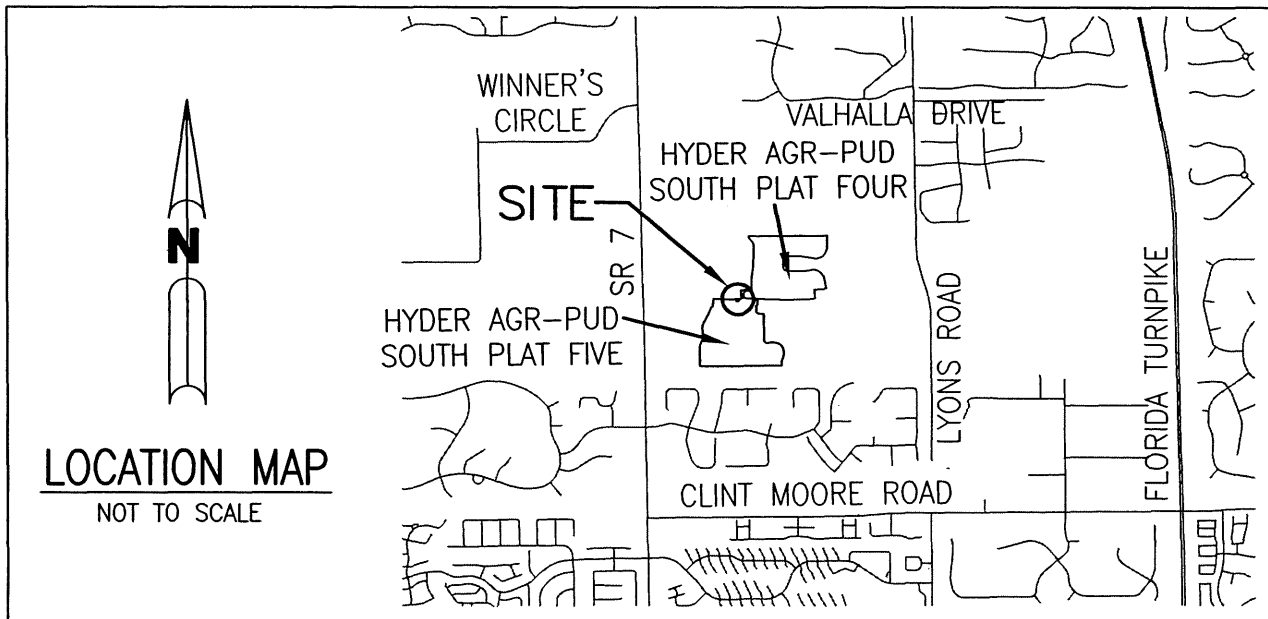 WINNER'S
CIRCLE
VALHALLA DRIVE
HYDER AGR-PUD
SOUTH PLAT FOUR
SITE
N
SR 7
HYDER AGR-PUD
SOUTH PLAT FIVE
LYONS ROAD
FLORIDA TURNPIKE
LOCATION MAP
NOT TO SCALE
CLINT MOORE ROAD